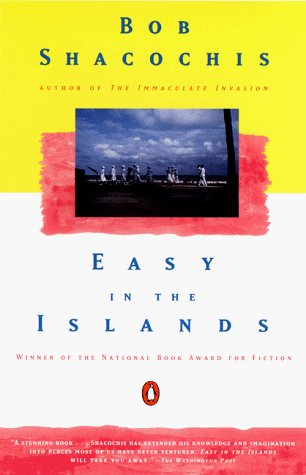 BOB
SHACOCHIS
AUTHOR OF THE IMMACULATE INVASION
EASY
IN THE
ISLANDS
WINNER OF THE NATIONAL BOOK AWARD FOR FICTION
"A STUNNING BOOK . . . SHACOCHIS HAS EXTENDED HIS KNOWLEDGE AND IMAGINATION
INTO PLACES MOST OF US HAVE NEVER VENTURED. EASY IN THE ISLANDS
WILL TAKE YOU AWAY."—THE WASHINGTON POST